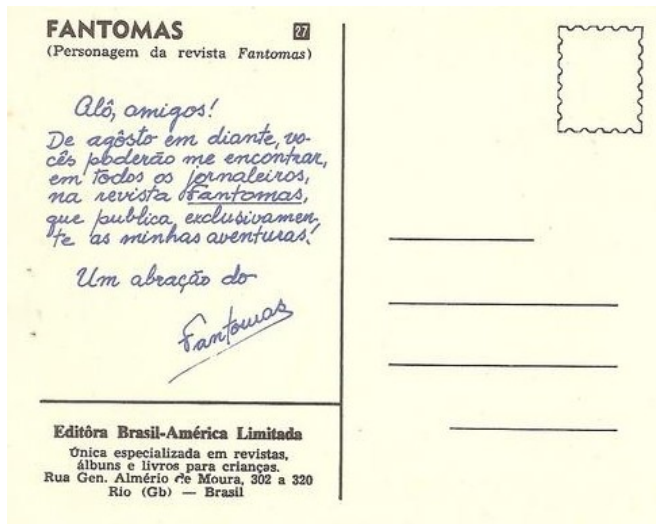 FANTOMAS 27
(Personagem da revista Fantomas)
Alô, amigos!
De agôsto em diante, vo-
cês poderão me encontrar,
em todos os jornaleiros,
na revista Fantomas,
que publica exclusivamen-
te as minhas aventuras!
Um abração do
Fantomas
Editôra Brasil-América Limitada
Única especializada em revistas,
álbuns e livros para crianças.
Rua Gen. Almério de Moura, 302 a 320
Rio (Gb) — Brasil